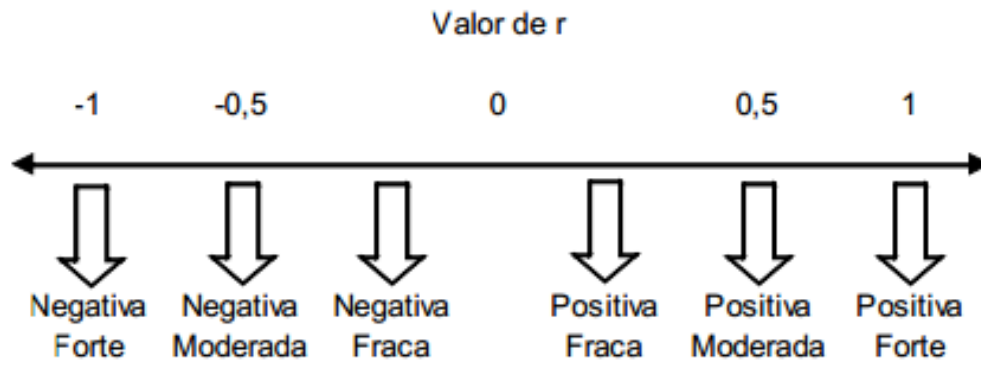 Valor de r
-1 -0,5 0 0,5 1
Negativa Negativa Negativa Positiva Positiva Positiva
Forte Moderada Fraca Fraca Moderada Forte